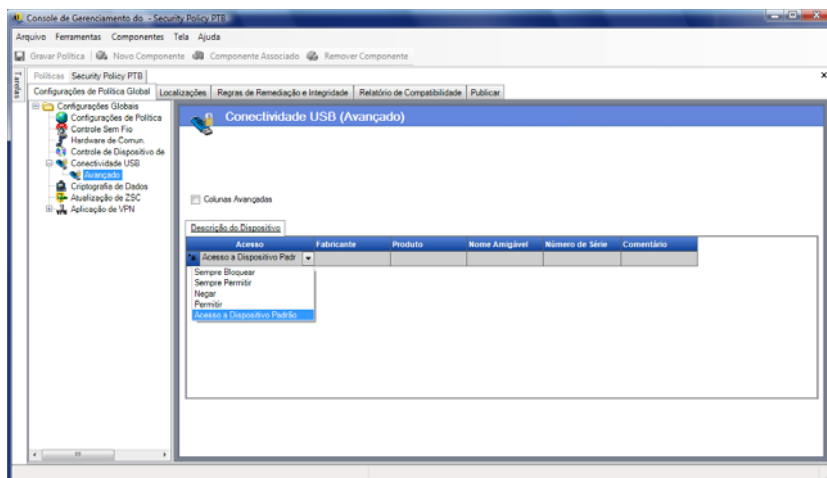 Console de Gerenciamento do - Security Policy PTB
Arquivo Ferramentas Componentes Tela Ajuda
Gravar Política Novo Componente Componente Associado Remover Componente
Tarefas
Políticas Security Policy PTB
Configurações de Política Global Localizações Regras de Remediação e Integridade Relatório de Compatibilidade Publicar
Configurações Globais
Configurações de Política
Controle Sem Fio
Hardware de Comun.
Controle de Dispositivo de
Conectividade USB
Avançado
Criptografia de Dados
Atualização de ZSC
Aplicação de VPN
Conectividade USB (Avançado)
Colunas Avançadas
Descrição do Dispositivo
Acesso Fabricante Produto Nome Amigável Número de Série Comentário
Acesso a Dispositivo Padr
Sempre Bloquear
Sempre Permitir
Negar
Permitir
Acesso a Dispositivo Padrão